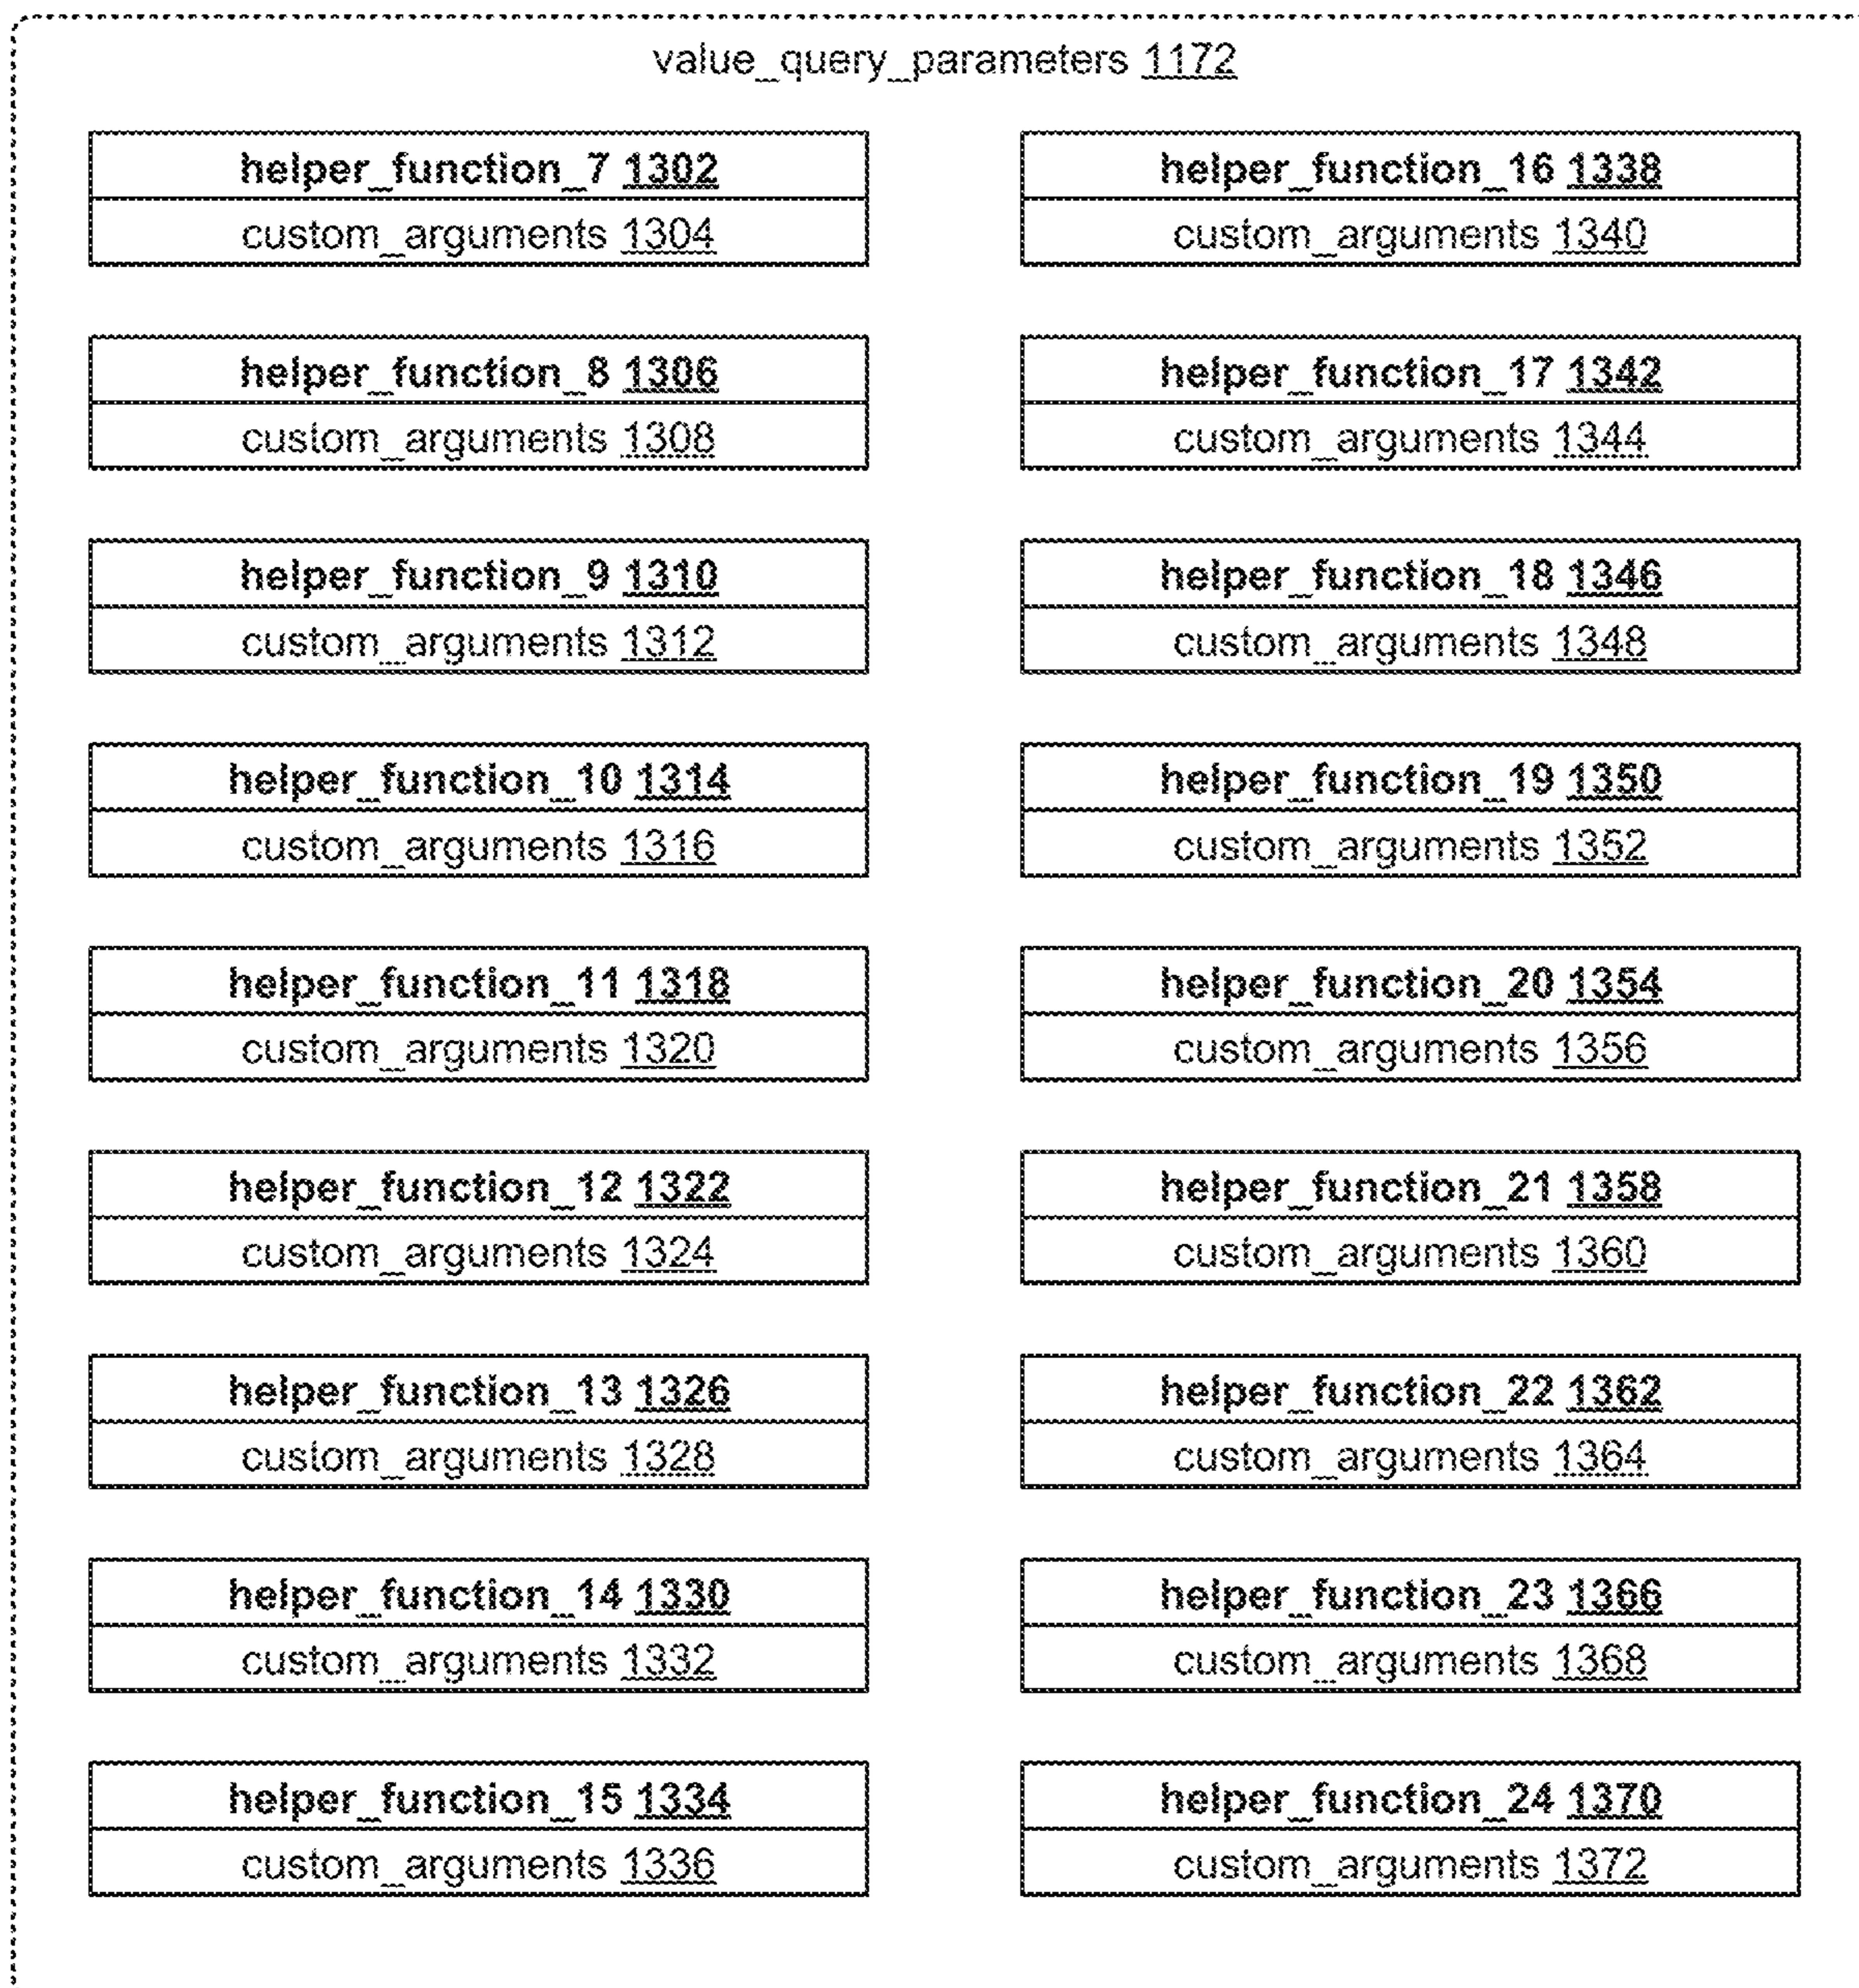 value_query_parameters 1172
helper_function_7 1302
custom_arguments 1304
helper_function_8 1306
custom_arguments 1308
helper_function_9 1310
custom_arguments 1312
helper_function_10 1314
custom_arguments 1316
helper_function_11 1318
custom_arguments 1320
helper_function_12 1322
custom_arguments 1324
helper_function_13 1326
custom_arguments 1328
helper_function_14 1330
custom_arguments 1332
helper_function_15 1334
custom_arguments 1336
helper_function_16 1338
custom_arguments 1340
helper_function_17 1342
custom_arguments 1344
helper_function_18 1346
custom_arguments 1348
helper_function_19 1350
custom_arguments 1352
helper_function_20 1354
custom_arguments 1356
helper_function_21 1358
custom_arguments 1360
helper_function_22 1362
custom_arguments 1364
helper_function_23 1366
custom_arguments 1368
helper_function_24 1370
custom_arguments 1372